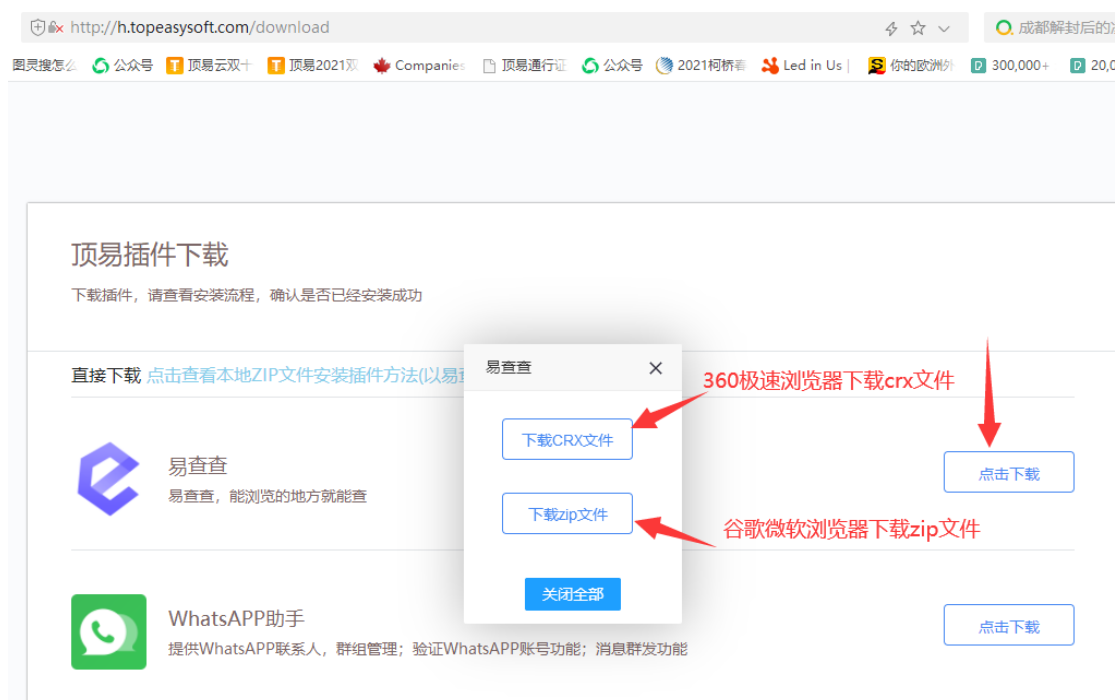 http://h.topeasysoft.com/download
成都解封后的
图灵搜怎么 公众号 顶易云双十 顶易2021双 Companies 顶易通行证 公众号 2021柯桥春 Led in Us | 你的欧洲外 300,000+ 20,0
顶易插件下载
下载插件，请查看安装流程，确认是否已经安装成功
直接下载 点击查看本地ZIP文件安装插件方法(以易
易查查
360极速浏览器下载crx文件
下载CRX文件
易查查
易查查，能浏览的地方就能查
点击下载
下载zip文件
谷歌微软浏览器下载zip文件
关闭全部
WhatsAPP助手
提供WhatsAPP联系人，群组管理；验证WhatsAPP账号功能；消息群发功能
点击下载